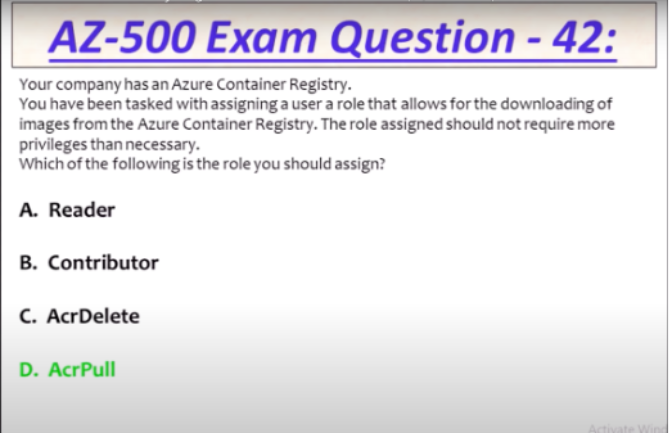 AZ-500 Exam Question - 42:
Your company has an Azure Container Registry.
You have been tasked with assigning a user a role that allows for the downloading of
images from the Azure Container Registry. The role assigned should not require more
privileges than necessary.
Which of the following is the role you should assign?
A. Reader
B. Contributor
C. AcrDelete
D. AcrPull
Activate Wind